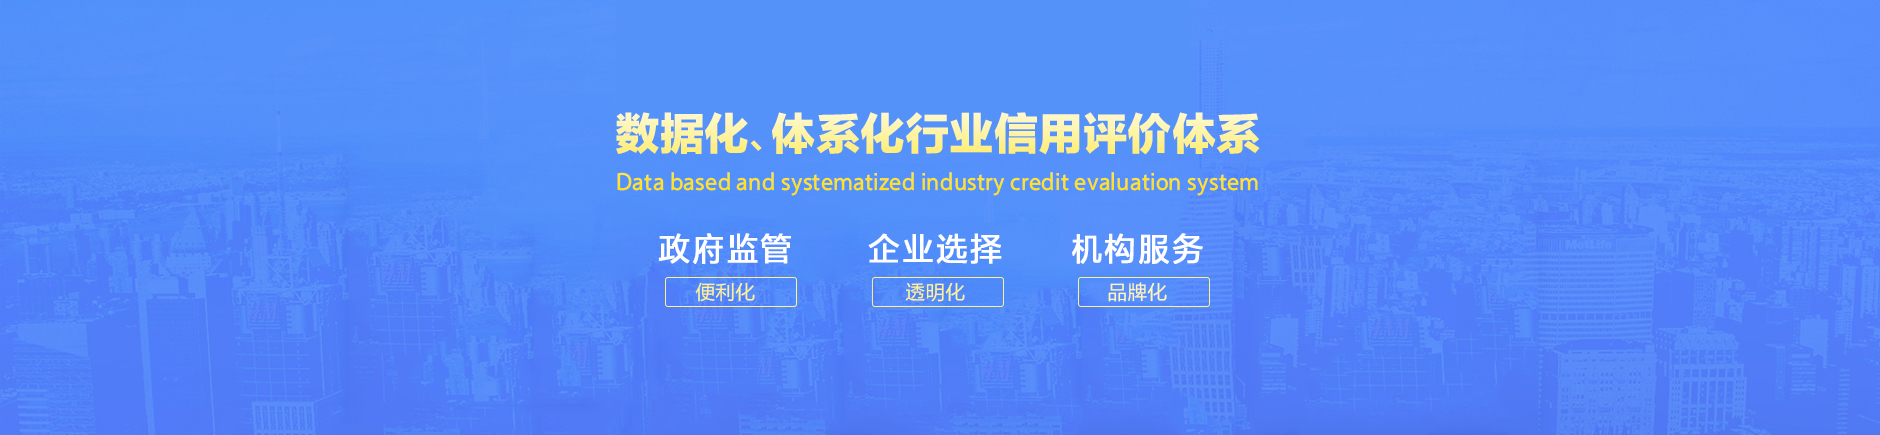 数据化、体系化行业信用评价体系
Data based and systematized industry credit evaluation system
政府监管 企业选择 机构服务
便利化 透明化 品牌化